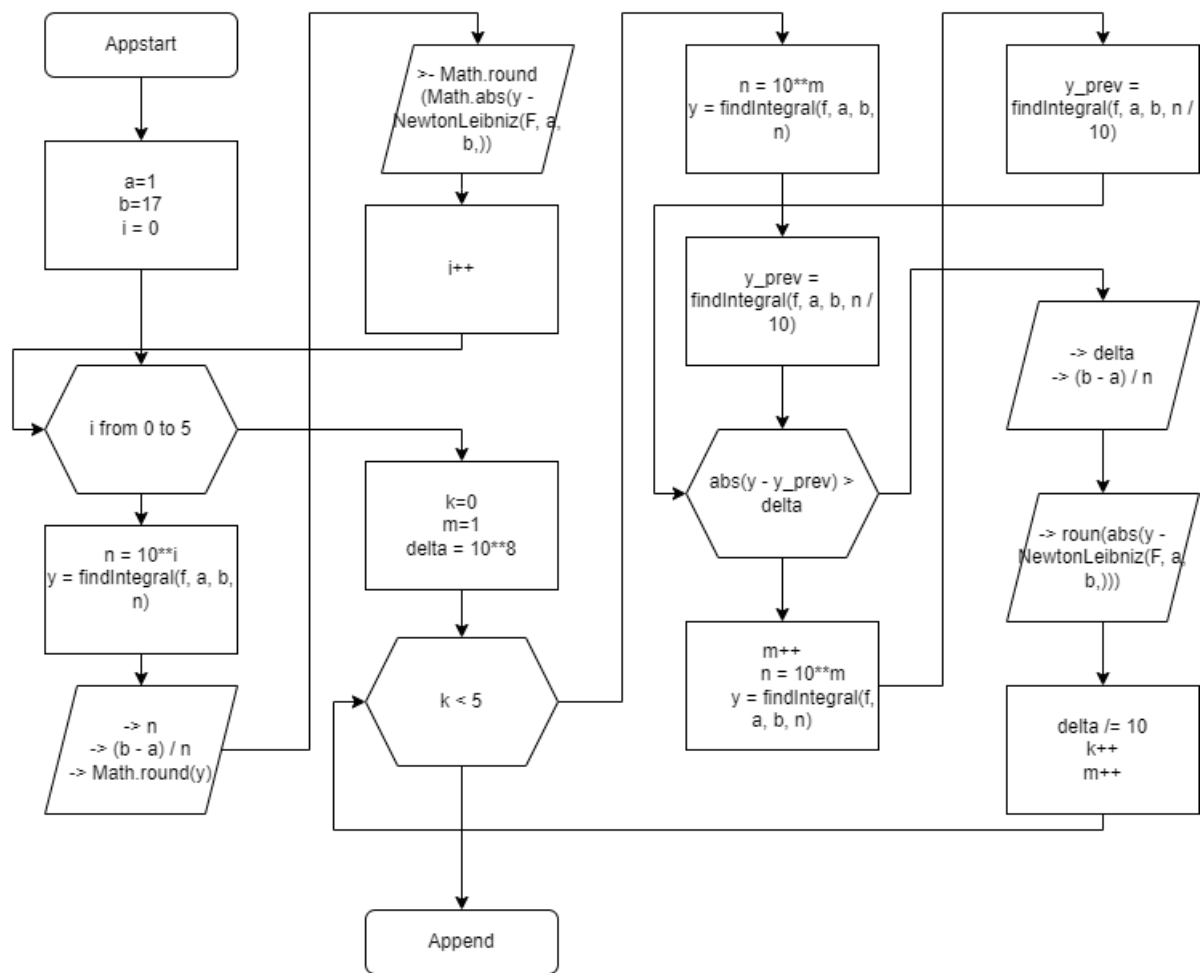 Appstart
a=1
b=17
i = 0
i from 0 to 5
n = 10**i
y = findIntegral(f, a, b,
n)
-> n
-> (b - a) / n
-> Math.round(y)
>- Math.round
(Math.abs(y -
NewtonLeibniz(F, a,
b,))
i++
k=0
m=1
delta = 10**8
k < 5
Append
n = 10**m
y = findIntegral(f, a, b,
n)
y_prev =
findIntegral(f, a, b, n /
10)
abs(y - y_prev) >
delta
m++
n = 10**m
y = findIntegral(f,
a, b, n)
y_prev =
findIntegral(f, a, b, n /
10)
-> delta
-> (b - a) / n
-> roun(abs(y -
NewtonLeibniz(F, a,
b,)))
delta /= 10
k++
m++